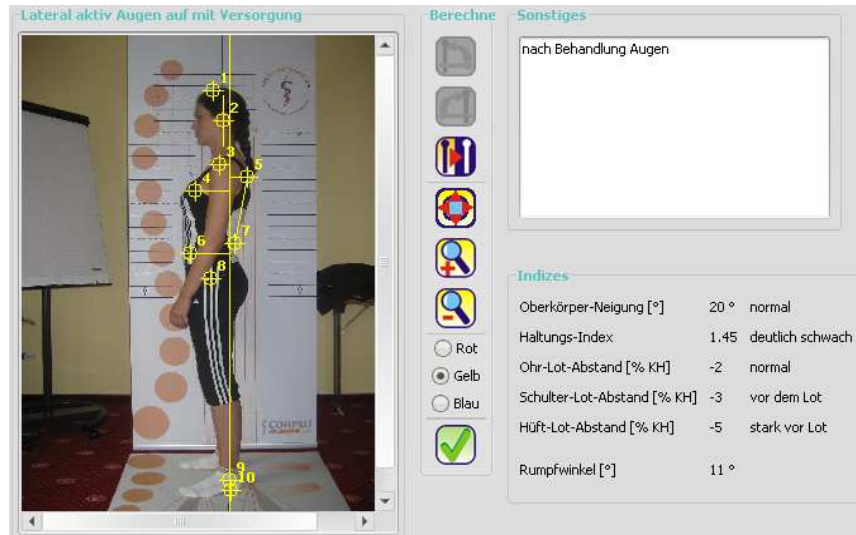 Lateral aktiv Augen auf mit Versorgung
1
2
3
4
5
6
7
8
9
10
CORPUS
Berechne
Rot
Gelb
Blau
Sonstiges
nach Behandlung Augen
Indizes
Oberkörper-Neigung [°] 20 ° normal
Haltungs-Index 1.45 deutlich schwach
Ohr-Lot-Abstand [% KH] -2 normal
Schulter-Lot-Abstand [% KH] -3 vor dem Lot
Hüft-Lot-Abstand [% KH] -5 stark vor Lot
Rumpfwinkel [°] 11 °